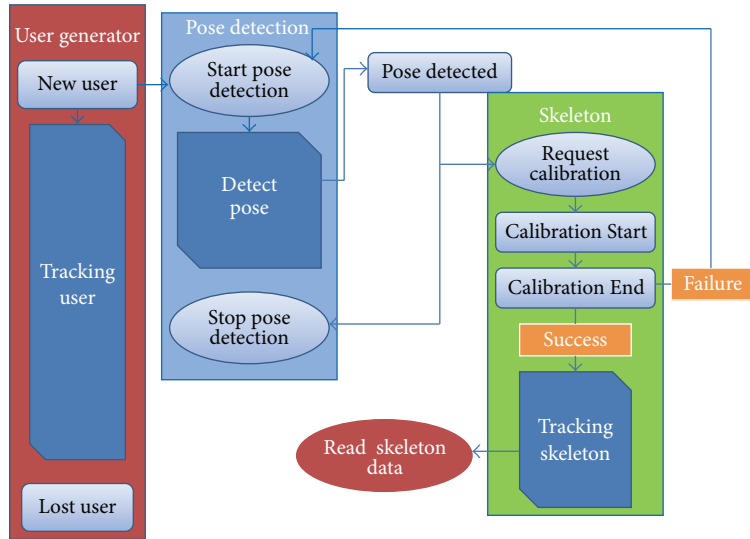 User generator
New user
Tracking
user
Lost user
Pose detection
Start pose
detection
Detect
pose
Stop pose
detection
Pose detected
Skeleton
Request
calibration
Calibration Start
Calibration End
Failure
Success
Tracking
skeleton
Read skeleton
data